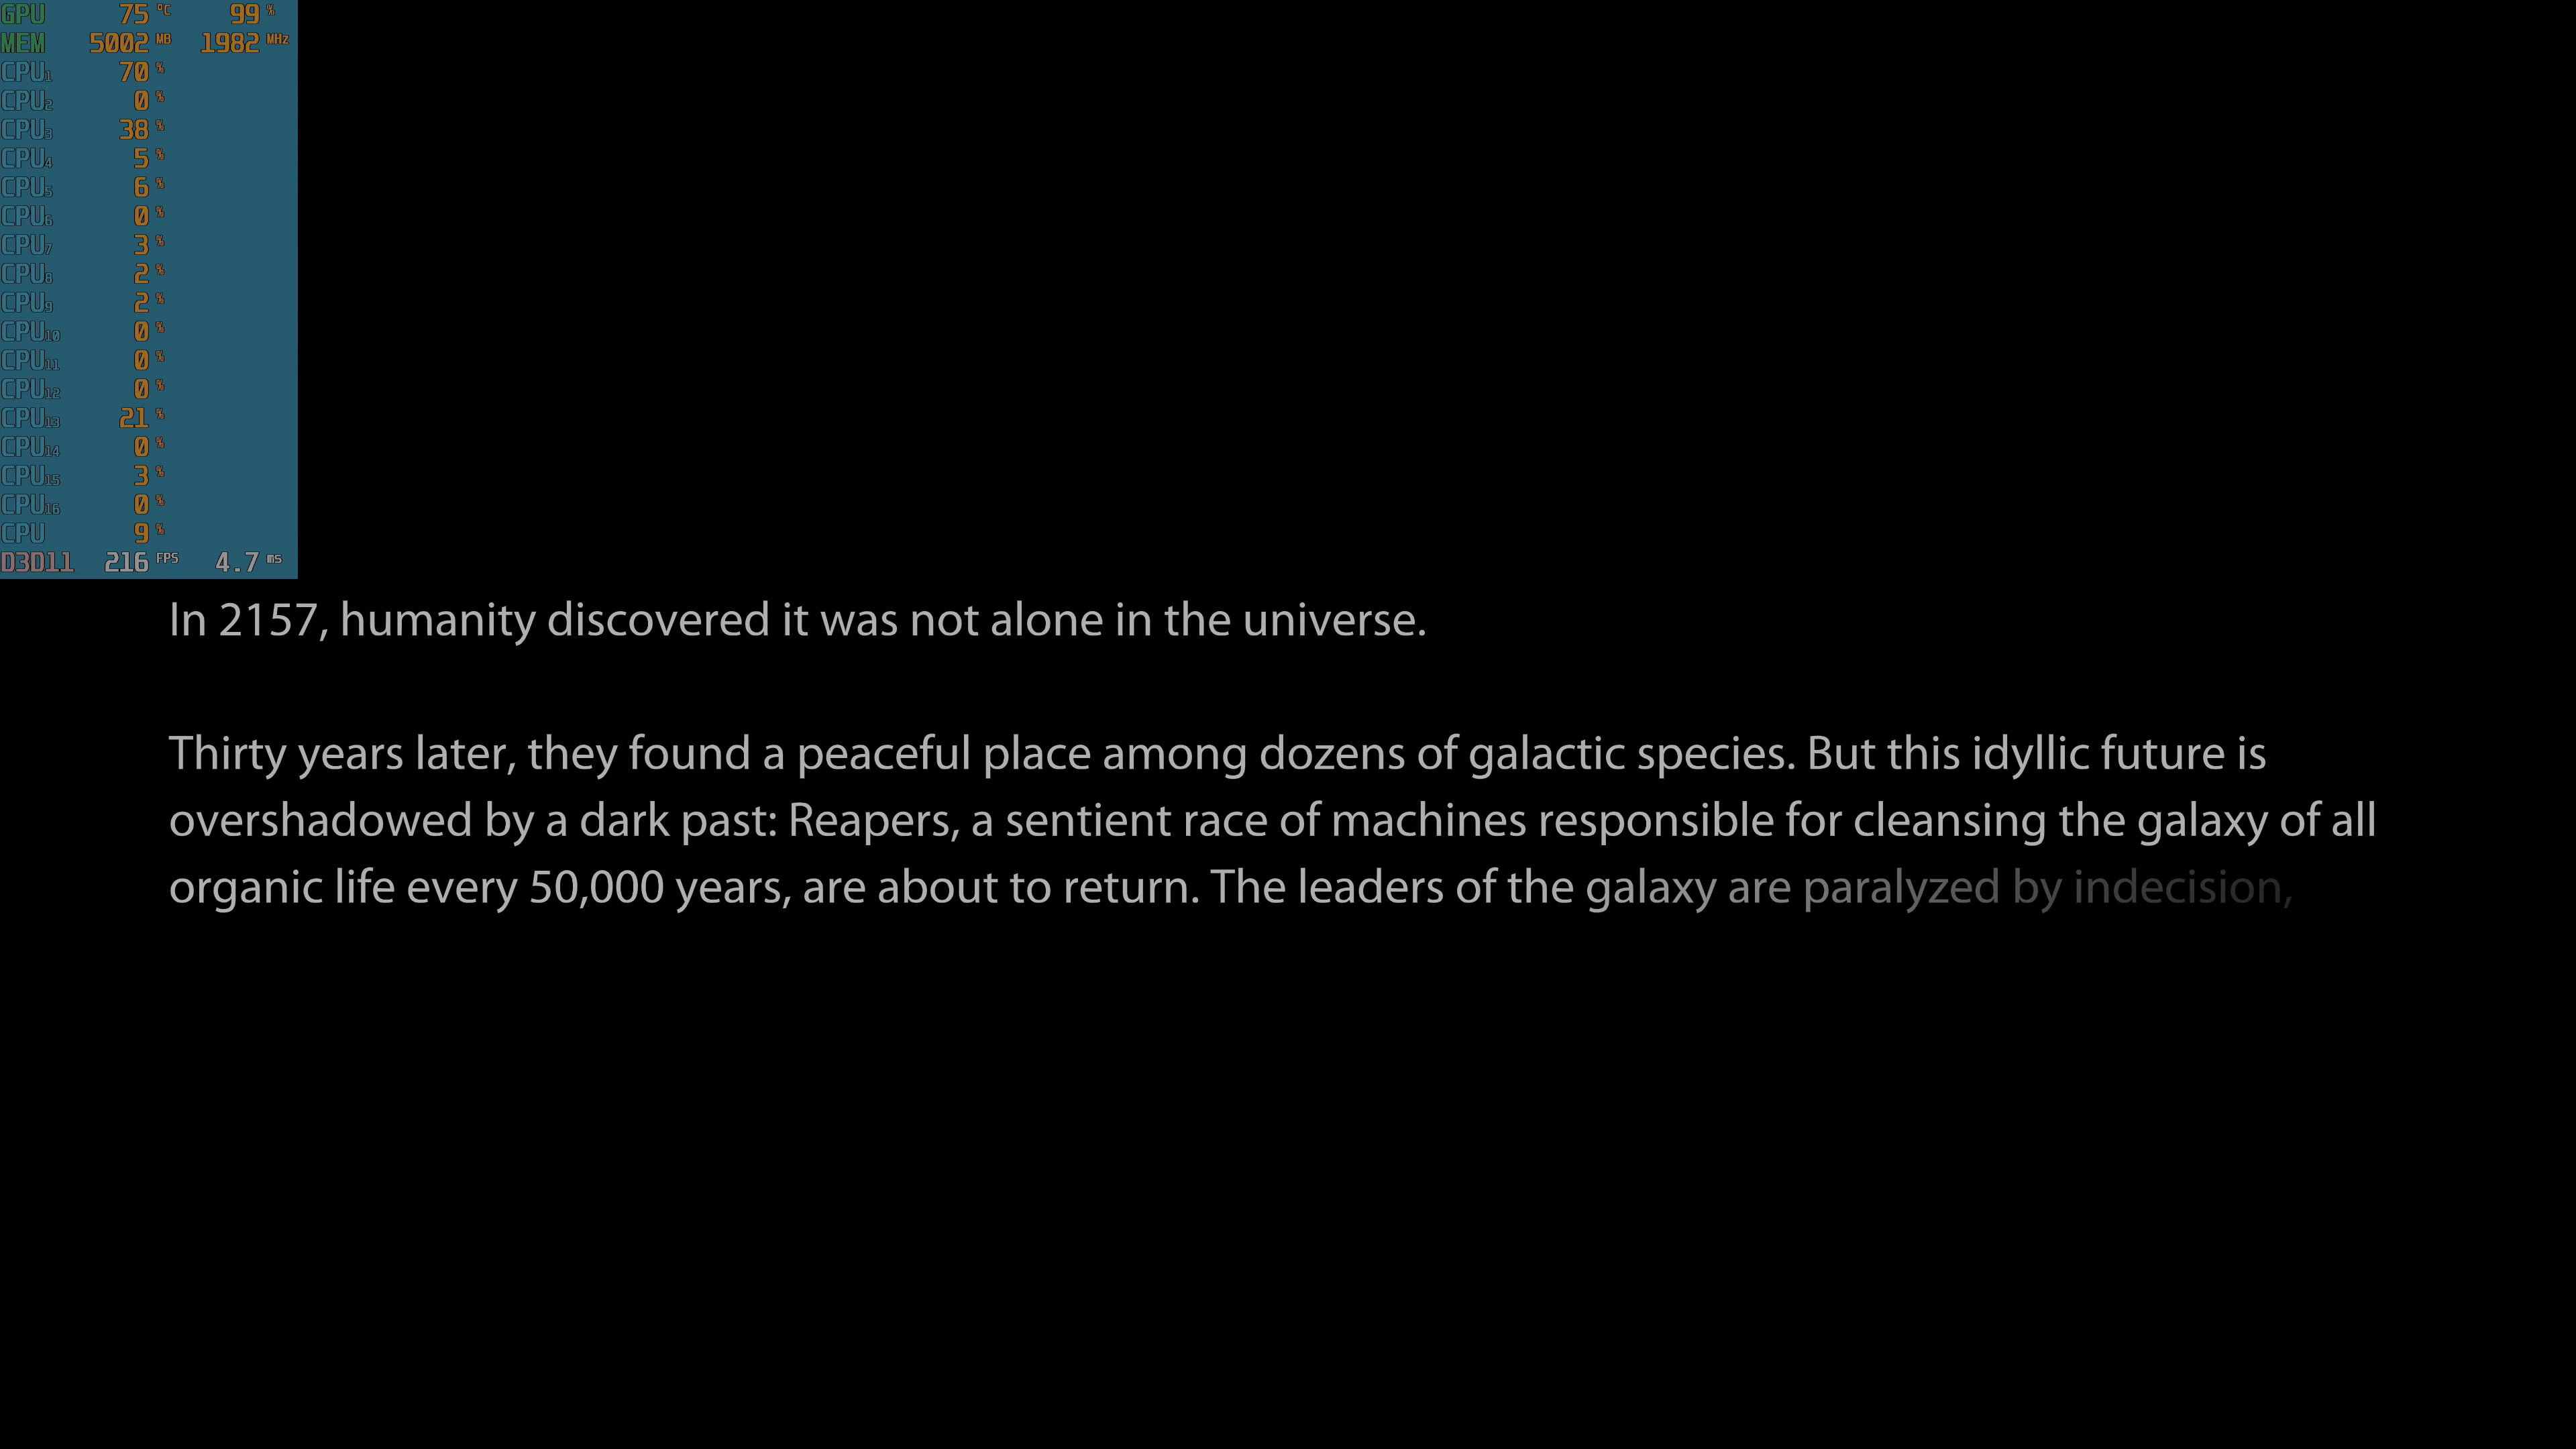 GPU 75 °C 99 %
MEM 5002 MB 1982 MHz
CPU1 70 %
CPU2 0 %
CPU3 38 %
CPU4 5 %
CPU5 6 %
CPU6 0 %
CPU7 3 %
CPU8 2 %
CPU9 2 %
CPU10 0 %
CPU11 0 %
CPU12 0 %
CPU13 21 %
CPU14 0 %
CPU15 3 %
CPU16 0 %
CPU 9 %
D3D11 216 FPS 4.7 ms
In 2157, humanity discovered it was not alone in the universe.
Thirty years later, they found a peaceful place among dozens of galactic species. But this idyllic future is
overshadowed by a dark past: Reapers, a sentient race of machines responsible for cleansing the galaxy of all
organic life every 50,000 years, are about to return. The leaders of the galaxy are paralyzed by indecision,